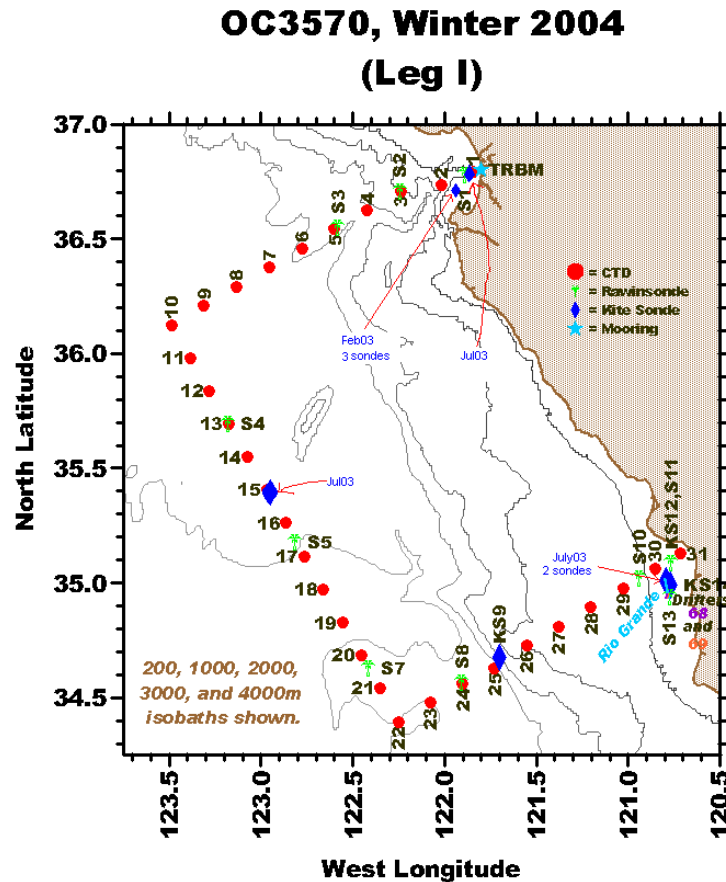 OC3570, Winter 2004
(Leg I)
37.0
36.5
36.0
35.5
35.0
34.5
North Latitude
TRBM
1
S1
2
S2
3
4
S3
5
6
7
8
9
10
11
12
13 S4
14
15
16
S5
17
18
19
20
S7
21
22
23
S8
24
25
KS9
26
27
28
29
S10
30
KS12,S11
31
KS14
S13
Drifters
68
and
69
Rio Grande
= CTD
= Rawinsonde
= Kite Sonde
= Mooring
Feb03
3 sondes
Jul03
Jul03
July03
2 sondes
200, 1000, 2000,
3000, and 4000m
isobaths shown.
123.5
123.0
122.5
122.0
121.5
121.0
120.5
West Longitude